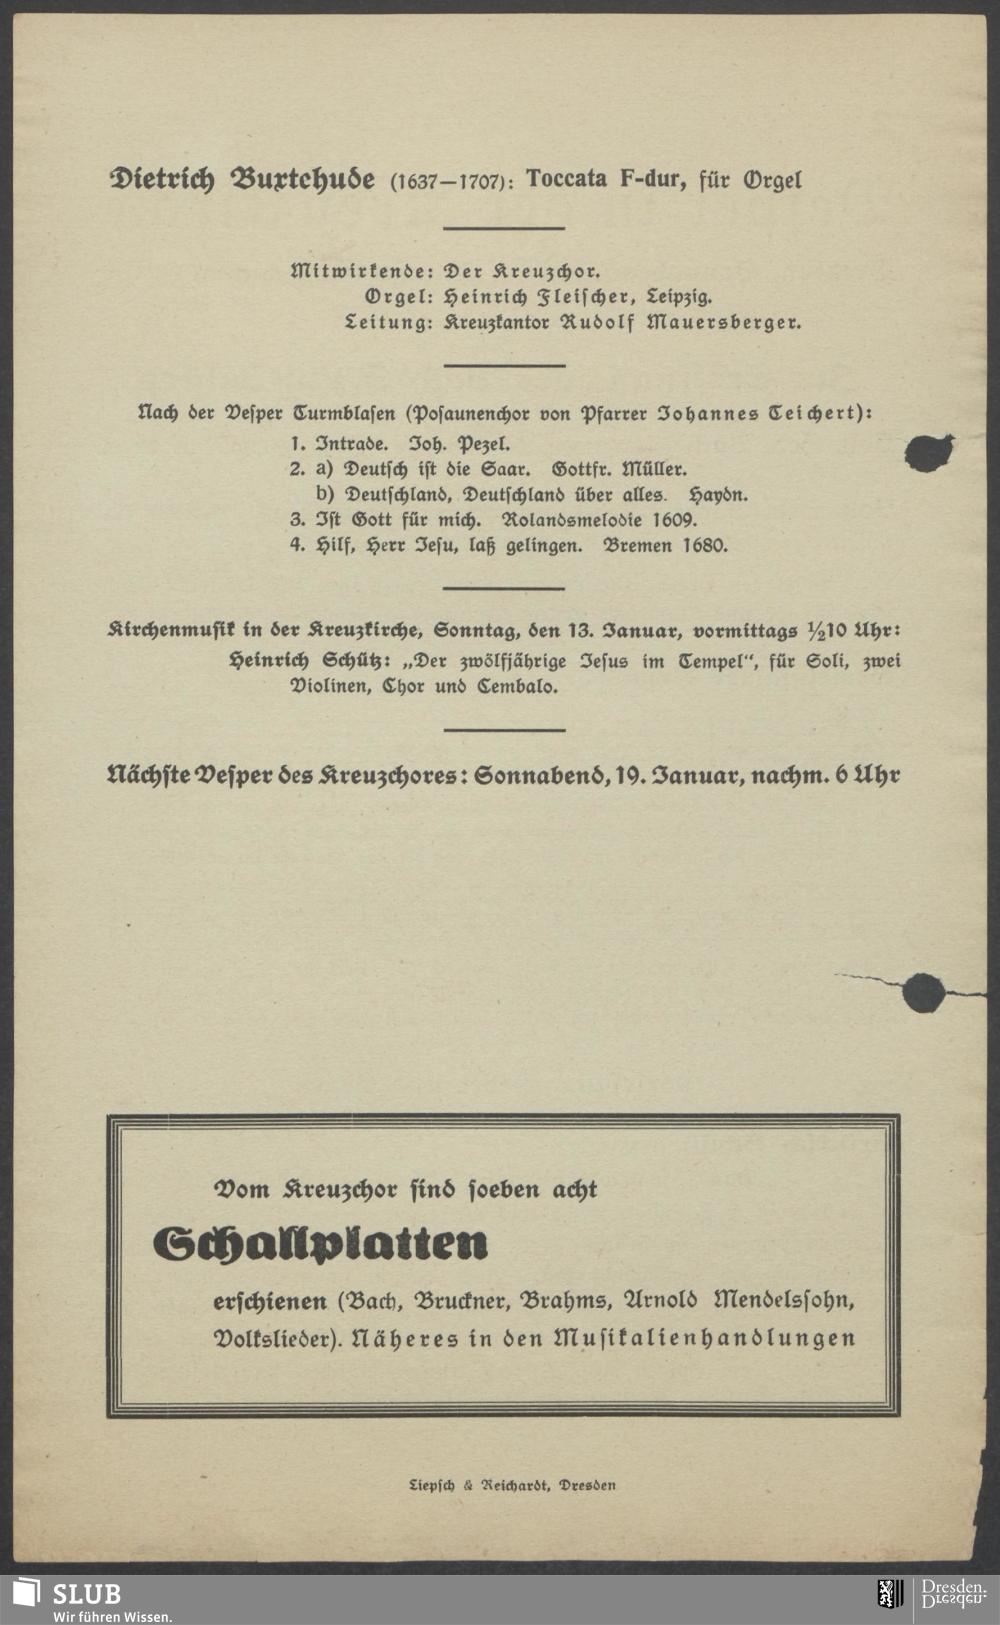 Dietrich Buxtehude (1637–1707): Toccata F-dur, für Orgel
Mitwirkende: Der Kreuzchor.
Orgel: Heinrich Fleischer, Leipzig.
Leitung: Kreuzkantor Rudolf Mauersberger.
Nach der Vesper Turmblasen (Posaunenchor von Pfarrer Johannes Teichert):
1. Intrade. Joh. Pezel.
2. a) Deutsch ist die Saar. Gottfr. Müller.
b) Deutschland, Deutschland über alles. Haydn.
3. Ist Gott für mich. Rolandsmelodie 1609.
4. Hilf, Herr Jesu, laß gelingen. Bremen 1680.
Kirchenmusik in der Kreuzkirche, Sonntag, den 13. Januar, vormittags ½10 Uhr:
Heinrich Schütz: „Der zwölfjährige Jesus im Tempel“, für Soli, zwei
Violinen, Chor und Cembalo.
Nächste Vesper des Kreuzchores: Sonnabend, 19. Januar, nachm. 6 Uhr
Vom Kreuzchor sind soeben acht
Schallplatten
erschienen (Bach, Bruckner, Brahms, Arnold Mendelssohn,
Volkslieder). Näheres in den Musikalienhandlungen
Liepsch & Reichardt, Dresden
SLUB
Wir führen Wissen.
Dresden.
Dresden.